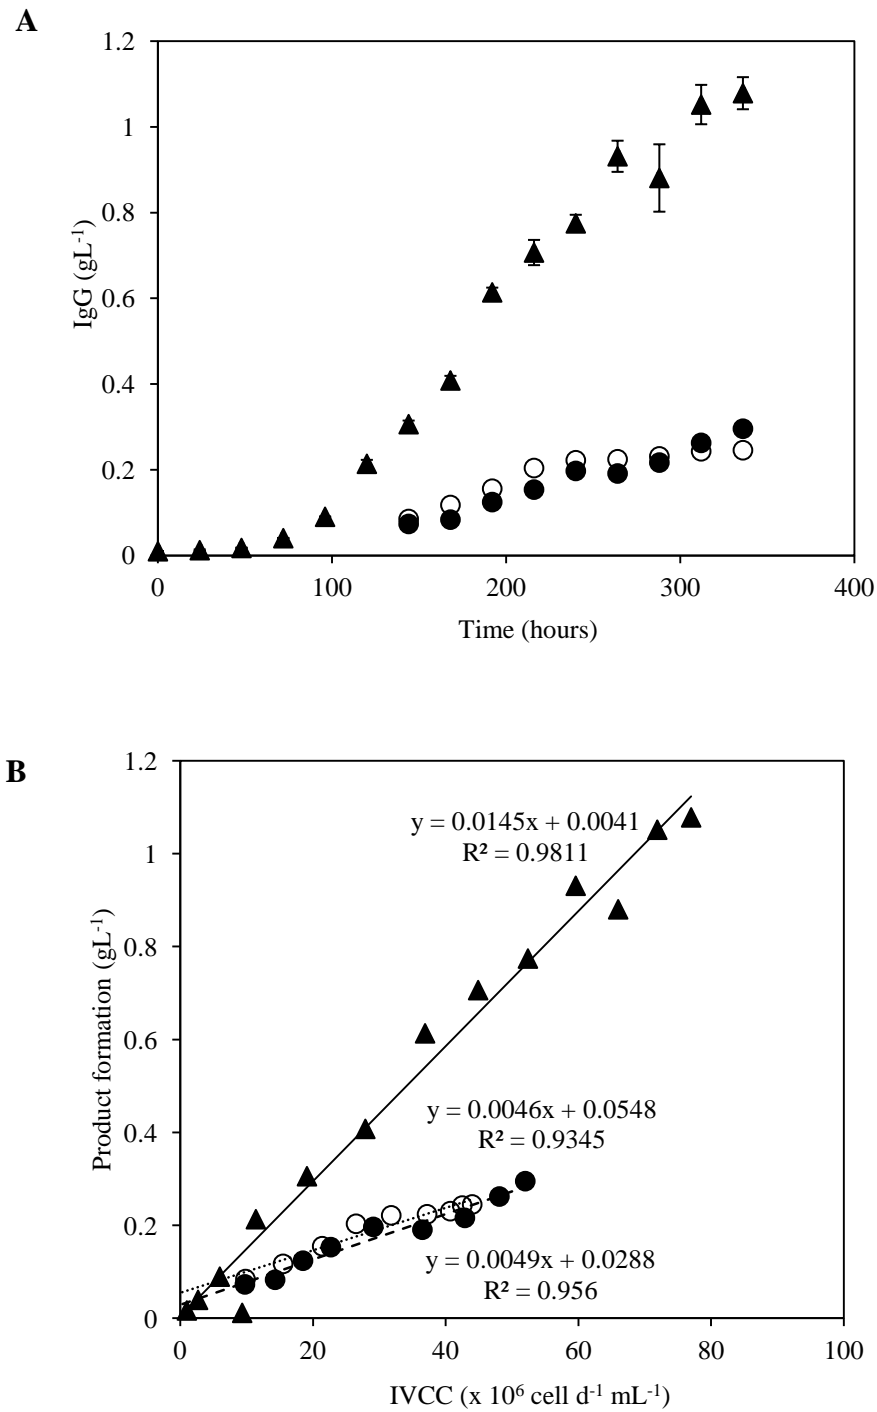 A
1.2
1
0.8
0.6
0.4
0.2
0
IgG (gL⁻¹)
0 100 200 300 400
Time (hours)
B
1.2
1
0.8
0.6
0.4
0.2
0
Product formation (gL⁻¹)
y = 0.0145x + 0.0041
R² = 0.9811
y = 0.0046x + 0.0548
R² = 0.9345
y = 0.0049x + 0.0288
R² = 0.956
0 20 40 60 80 100
IVCC (x 10⁶ cell d⁻¹ mL⁻¹)